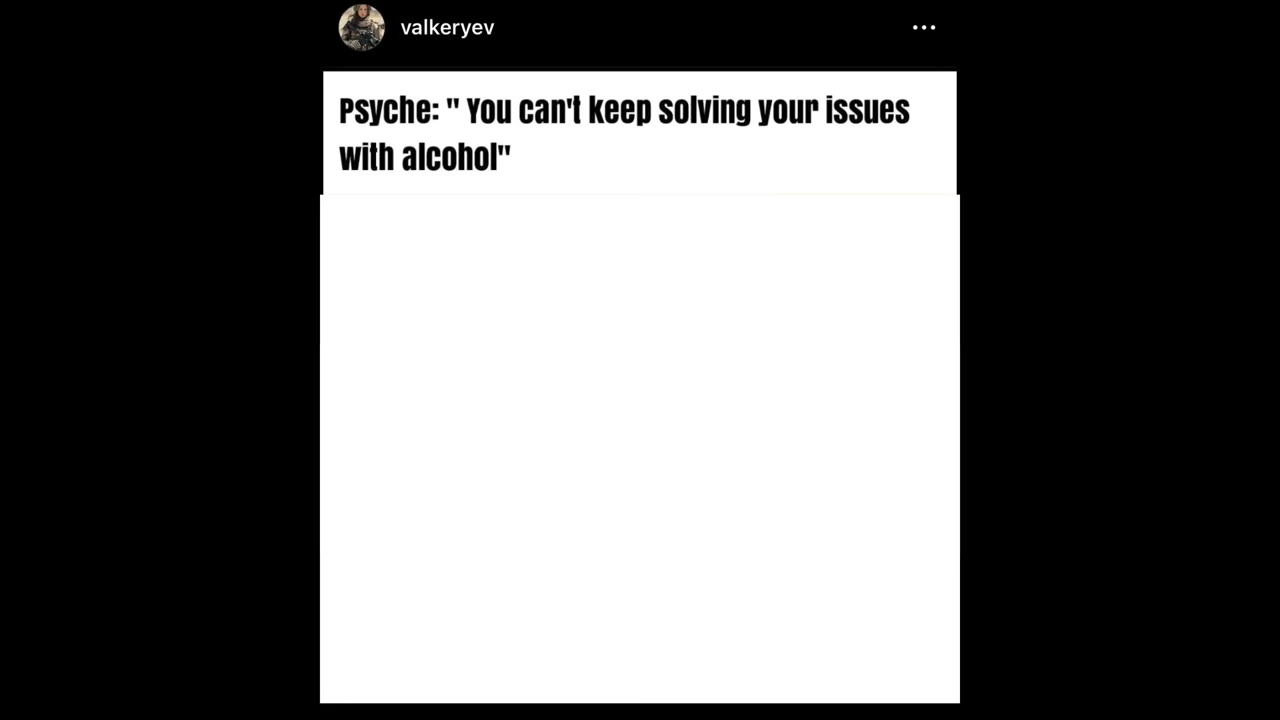 valkeryev
Psyche: " You can't keep solving your issues
with alcohol"